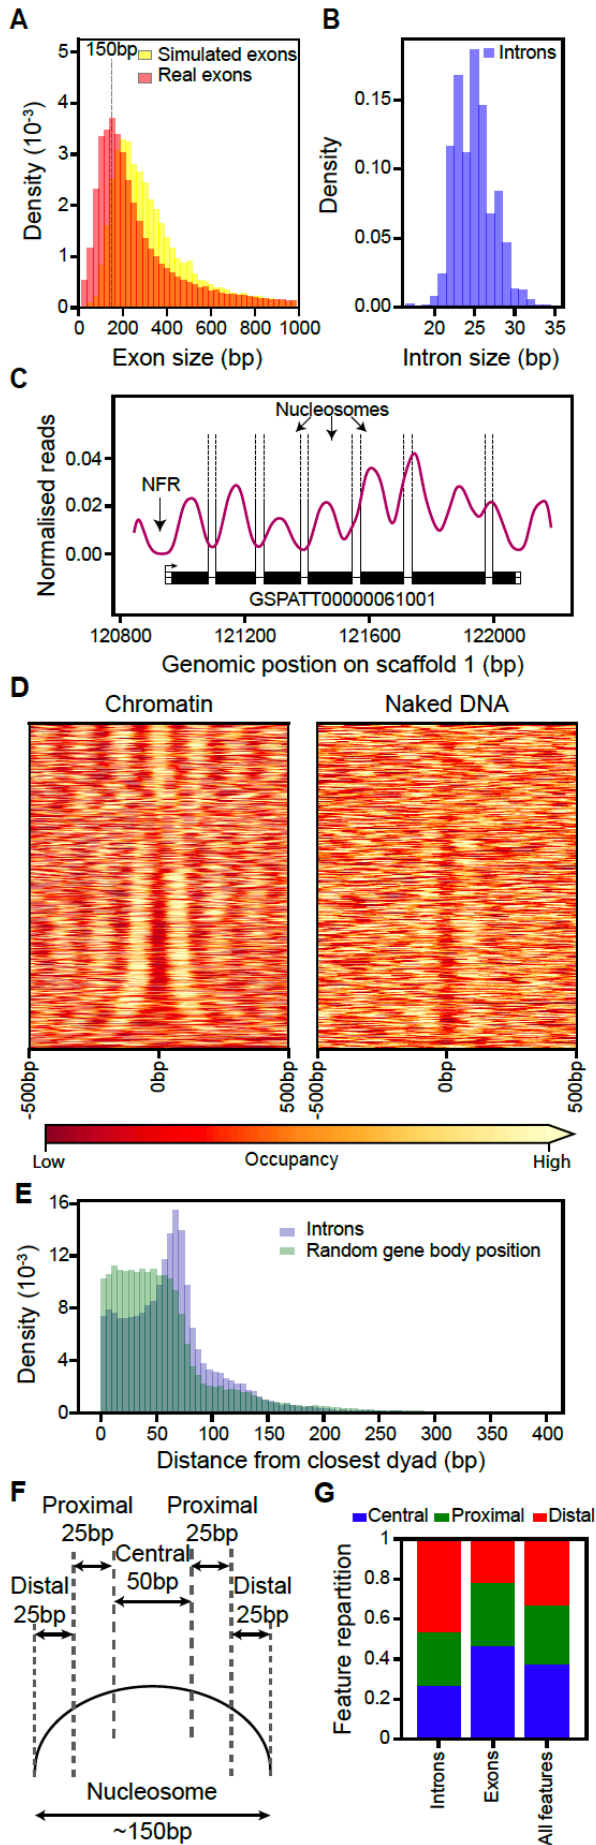 A
150bp
Simulated exons
Real exons
Density (10⁻³)
5
4
3
2
1
0
0 200 400 600 800 1000
Exon size (bp)
B
Introns
Density
0.15
0.10
0.05
0.00
20 25 30 35
Intron size (bp)
C
Nucleosomes
NFR
Normalised reads
0.04
0.02
0.00
GSPATT00000061001
120800 121200 121600 122000
Genomic postion on scaffold 1 (bp)
D
Chromatin Naked DNA
-500bp 0bp 500bp -500bp 0bp 5000bp
Low Occupancy High
E
Introns
Random gene body position
Density (10⁻³)
16
12
8
4
0
0 50 100 150 200 250 300 350 400
Distance from closest dyad (bp)
F
Proximal Proximal
25bp 25bp
Central
50bp
Distal Distal
25bp 25bp
Nucleosome
~150bp
G
Central Proximal Distal
Feature repartition
1
0.8
0.6
0.4
0.2
0
Introns
Exons
All features